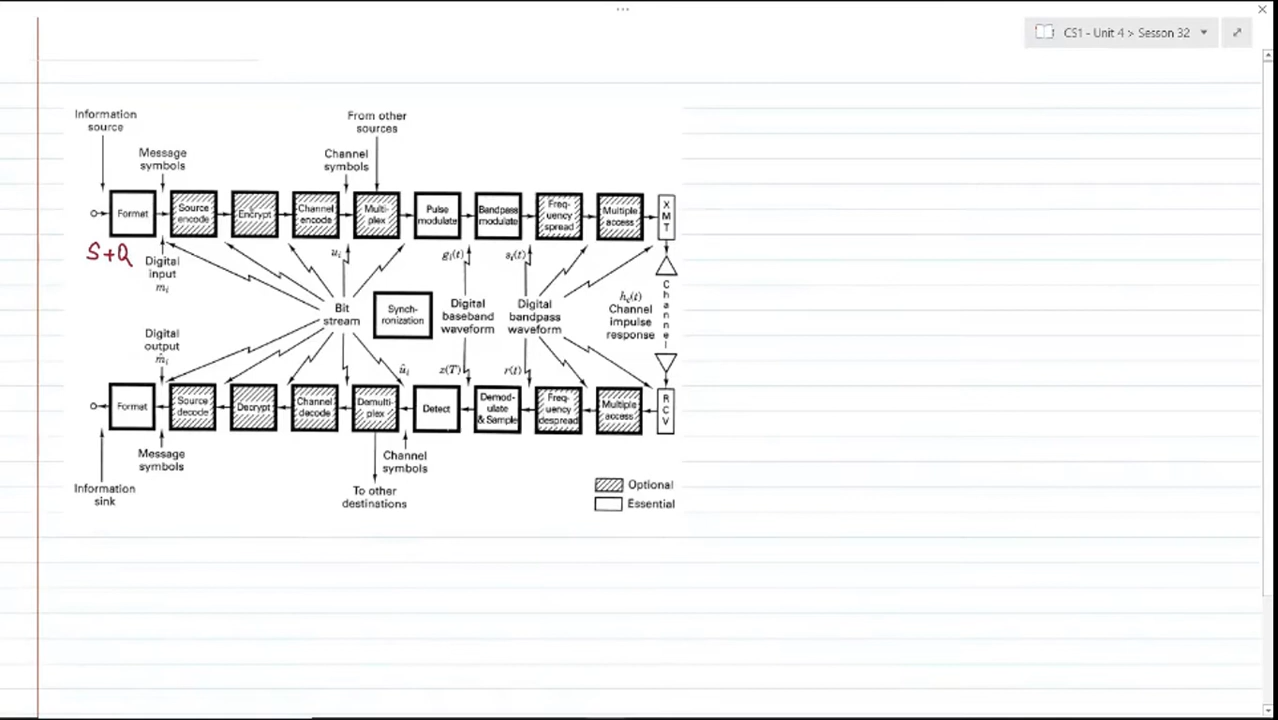 CS1 - Unit 4 > Sesson 32
Information
source
From other
sources
Message
symbols
Channel
symbols
Format
Source
encode
Encrypt
Channel
encode
Multi-
plex
Pulse
modulate
Bandpass
modulate
Freq-
uency
spread
Multiple
access
X
M
T
S+Q
Digital
input
mᵢ
uᵢ
gᵢ(t)
sᵢ(t)
Bit
stream
Synch-
ronization
Digital
baseband
waveform
Digital
bandpass
waveform
h꜀(t)
Channel
impulse
response
C
h
a
n
n
e
l
Digital
output
m̂ᵢ
ûᵢ
z(T)
r(t)
Format
Source
decode
Decrypt
Channel
decode
Demulti-
plex
Detect
Demod-
ulate
& Sample
Freq-
uency
despread
Multiple
access
R
C
V
Message
symbols
Channel
symbols
Information
sink
To other
destinations
Optional
Essential